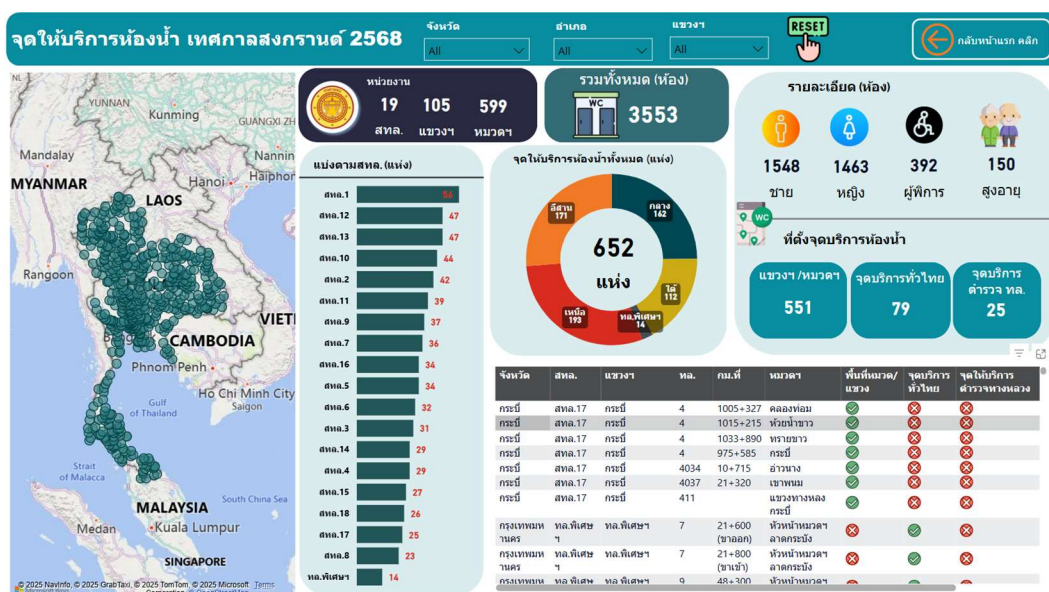 จุดให้บริการห้องน้ำ เทศกาลสงกรานต์ 2568
จังหวัด
All
อำเภอ
All
แขวงฯ
All
RESET
กลับหน้าแรก คลิก
หน่วยงาน
19 105 599
สทล. แขวงฯ หมวดฯ
รวมทั้งหมด (ห้อง)
WC
3553
รายละเอียด (ห้อง)
1548 1463 392 150
ชาย หญิง ผู้พิการ สูงอายุ
WC
ที่ตั้งจุดบริการห้องน้ำ
แขวงฯ /หมวดฯ
551
จุดบริการทั่วไทย
79
จุดบริการ
ตำรวจ ทล.
25
NL
YUNNAN
Kunming
GUANGXI ZH
Mandalay
Nannin
MYANMAR
Hanoi
Haiphon
LAOS
Rangoon
VIET
CAMBODIA
Phnom Penh
Ho Chi Minh City
Saigon
Gulf
of Thailand
Strait
of Malacca
South China Sea
MALAYSIA
Medan
Kuala Lumpur
SINGAPORE
© 2025 NavInfo, © 2025 GrabTaxi, © 2025 TomTom, © 2025 Microsoft Terms
แบ่งตามสทล. (แห่ง)
สทล.1 56
สทล.12 47
สทล.13 47
สทล.10 44
สทล.2 42
สทล.11 39
สทล.9 37
สทล.7 36
สทล.16 34
สทล.5 34
สทล.6 32
สทล.3 31
สทล.14 29
สทล.4 29
สทล.15 27
สทล.18 26
สทล.17 25
สทล.8 23
ทล.พิเศษฯ 14
จุดให้บริการห้องน้ำทั้งหมด (แห่ง)
อีสาน
171
กลาง
162
652
แห่ง
ใต้
112
เหนือ
193
ทล.พิเศษฯ
14
จังหวัด สทล. แขวงฯ ทล. กม.ที่ หมวดฯ พื้นที่หมวด/ จุดบริการ จุดให้บริการ
แขวง ทั่วไทย ตำรวจทางหลวง
กระบี่ สทล.17 กระบี่ 4 1005+327 คลองท่อม
กระบี่ สทล.17 กระบี่ 4 1015+215 ห้วยน้ำขาว
กระบี่ สทล.17 กระบี่ 4 1033+890 ทรายขาว
กระบี่ สทล.17 กระบี่ 4 975+585 กระบี่
กระบี่ สทล.17 กระบี่ 4034 10+715 อ่าวนาง
กระบี่ สทล.17 กระบี่ 4037 21+320 เขาพนม
กระบี่ สทล.17 กระบี่ 411 แขวงทางหลง
กระบี่
กรุงเทพมห ทล.พิเศษ ทล.พิเศษฯ 7 21+600 หัวหน้าหมวดฯ
านคร ฯ (ขาออก) ลาดกระบัง
กรุงเทพมห ทล.พิเศษ ทล.พิเศษฯ 7 21+800 หัวหน้าหมวดฯ
านคร ฯ (ขาเข้า) ลาดกระบัง
กรุงเทพมห ทล.พิเศษ ทล.พิเศษฯ 9 48+300 หัวหน้าหมวดฯ